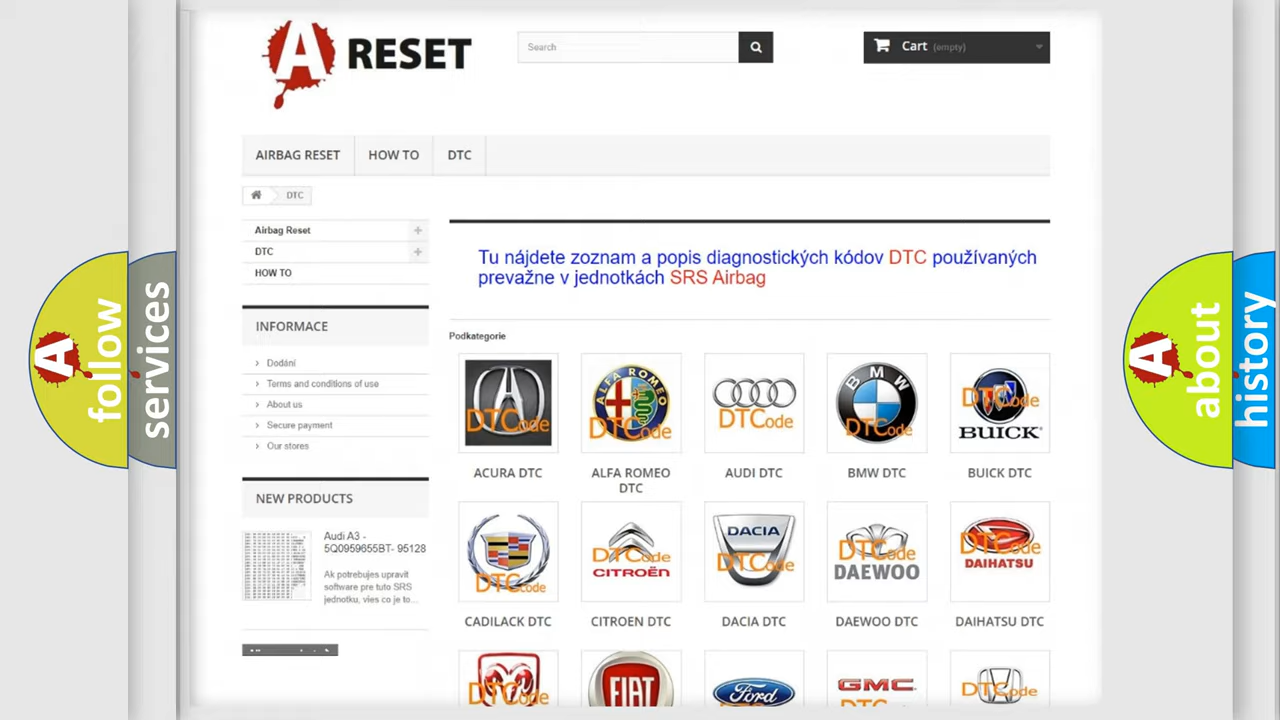 A RESET
Search
Cart (empty)
AIRBAG RESET
HOW TO
DTC
DTC
Airbag Reset
DTC
HOW TO
INFORMACE
Dodání
Terms and conditions of use
About us
Secure payment
Our stores
NEW PRODUCTS
Audi A3 -
5Q0959655BT- 95128
Ak potrebujes upravit
software pre tuto SRS
jednotku, vies co je to...
Tu nájdete zoznam a popis diagnostických kódov DTC používaných
prevažne v jednotkách SRS Airbag
Podkategorie
DTCode
ALFA ROMEO
DTCode
DTCode
BMW
DTCode
DTCode
BUICK
ACURA DTC
ALFA ROMEO
DTC
AUDI DTC
BMW DTC
BUICK DTC
DTCode
DTCode
CITROËN
DACIA
DTCode
DTCode
DAEWOO
DTCode
DAIHATSU
CADILACK DTC
CITROEN DTC
DACIA DTC
DAEWOO DTC
DAIHATSU DTC
DTCode
FIAT
Ford
GMC
DTCode
A
follow
services
A
about
history